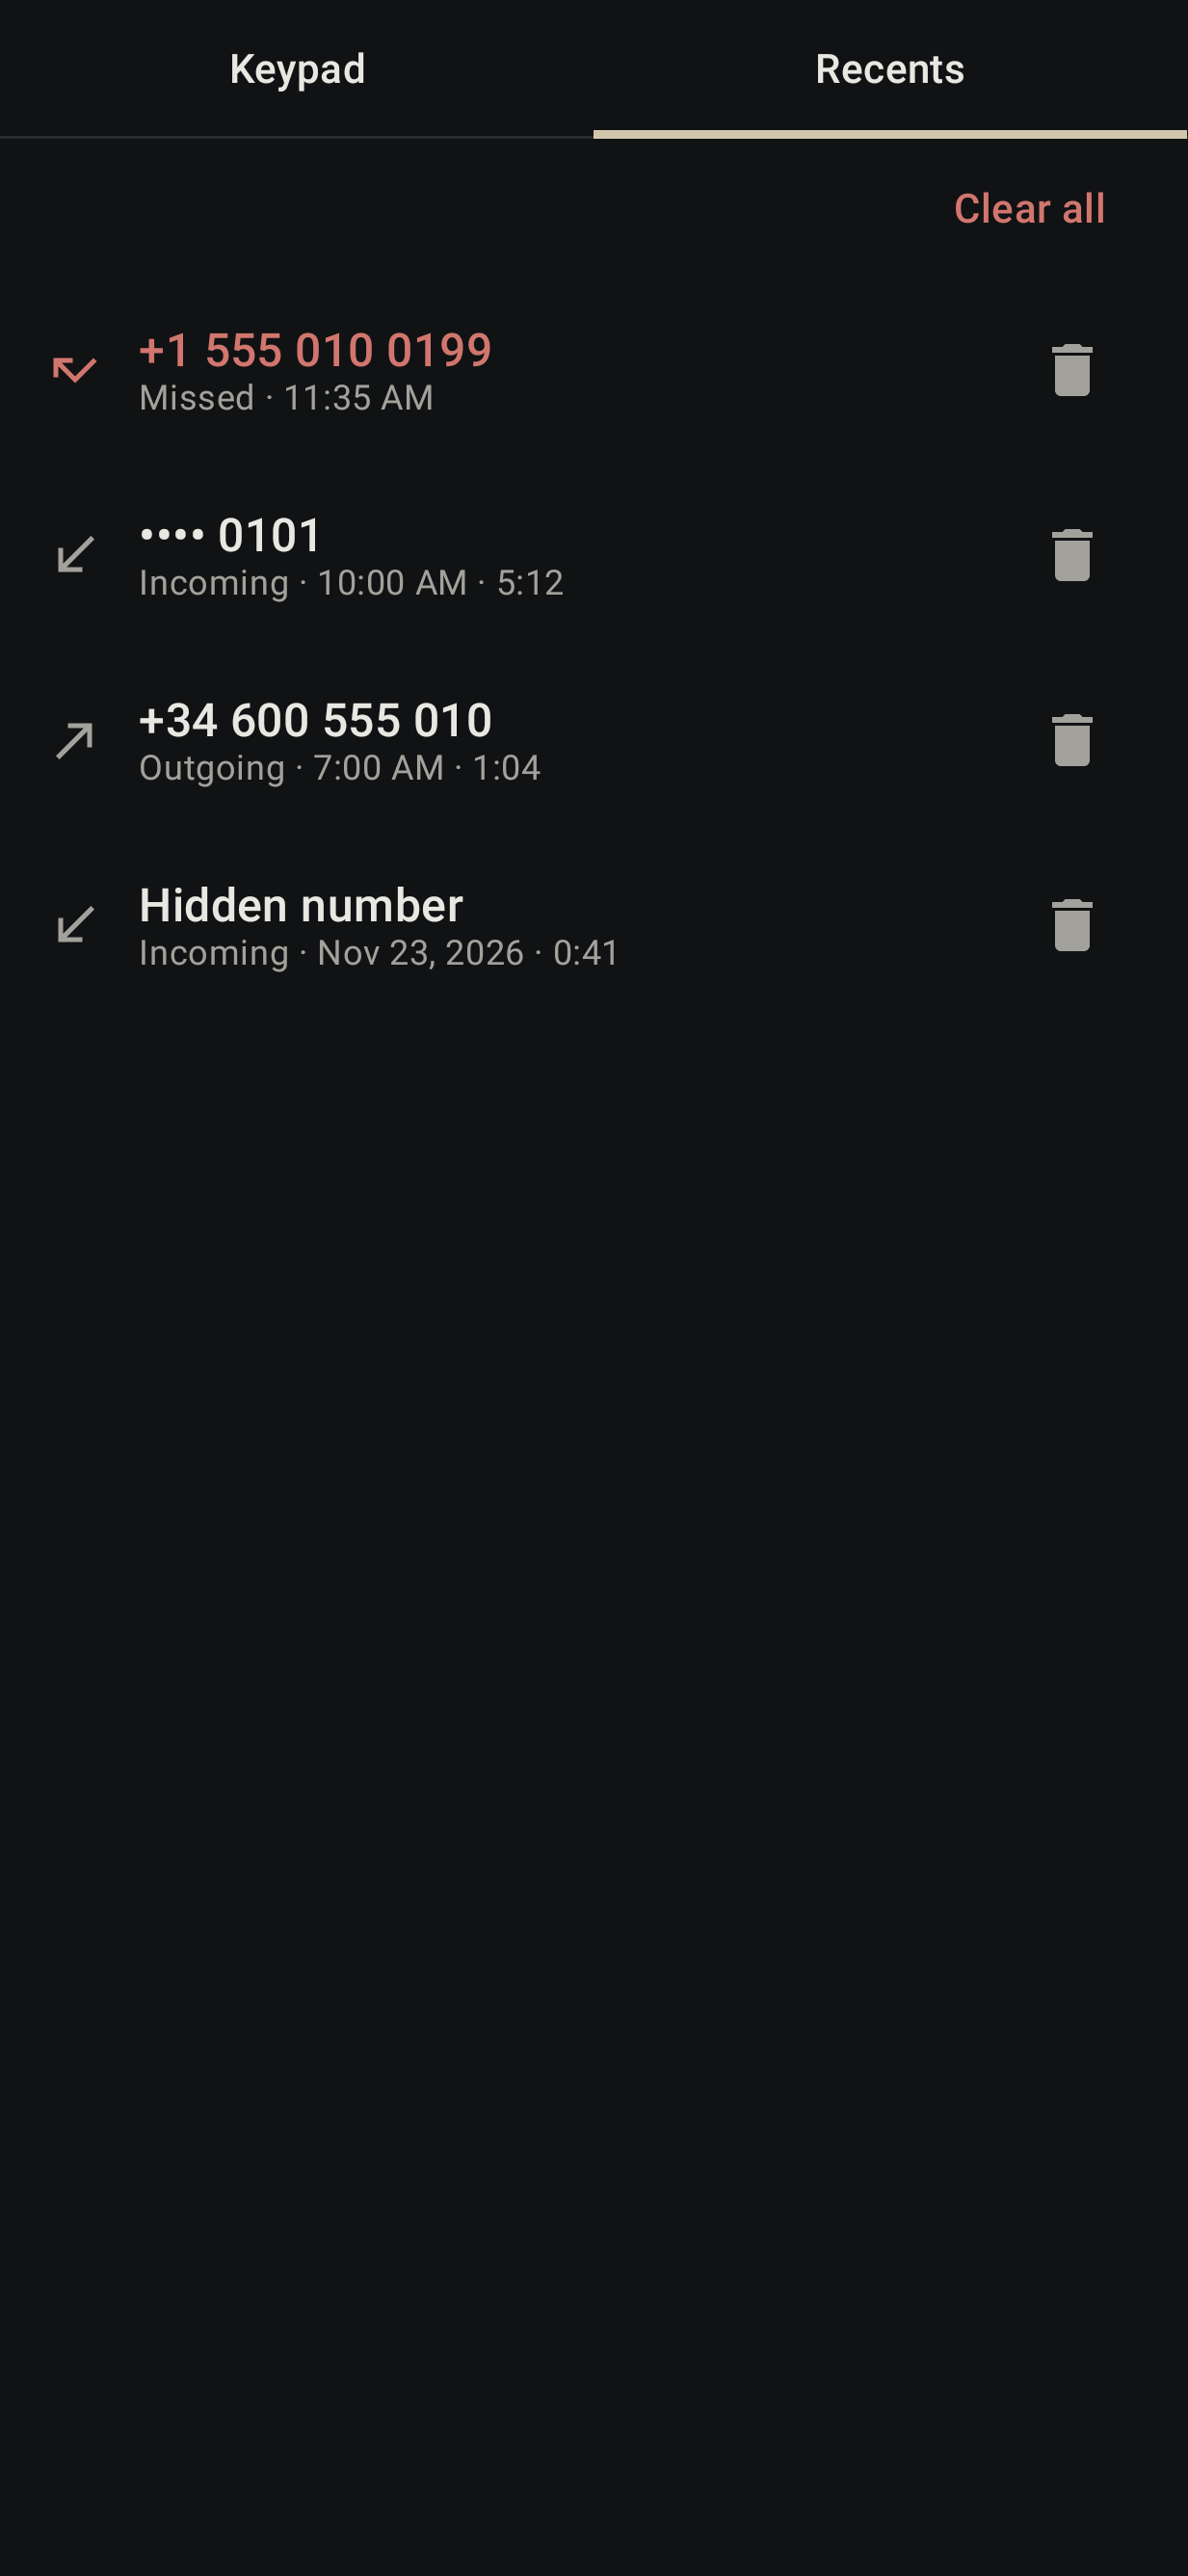 Keypad
Recents
Clear all
+1 555 010 0199
Missed · 11:35 AM
•••• 0101
Incoming · 10:00 AM · 5:12
+34 600 555 010
Outgoing · 7:00 AM · 1:04
Hidden number
Incoming · Nov 23, 2026 · 0:41